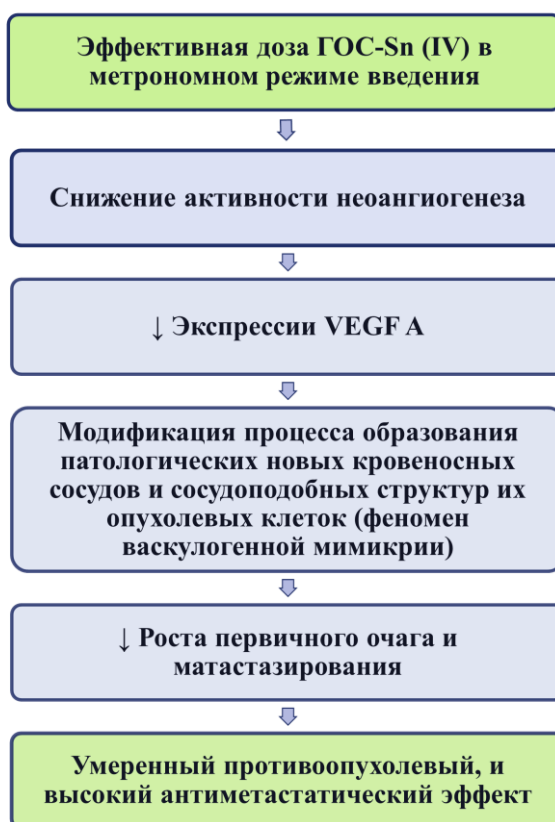 Эффективная доза ГОС-Sn (IV) в
метрономном режиме введения
Снижение активности неоангиогенеза
↓ Экспрессии VEGF A
Модификация процесса образования
патологических новых кровеносных
сосудов и сосудоподобных структур их
опухолевых клеток (феномен
васкулогенной мимикрии)
↓ Роста первичного очага и
матастазирования
Умеренный противоопухолевый, и
высокий антиметастатический эффект